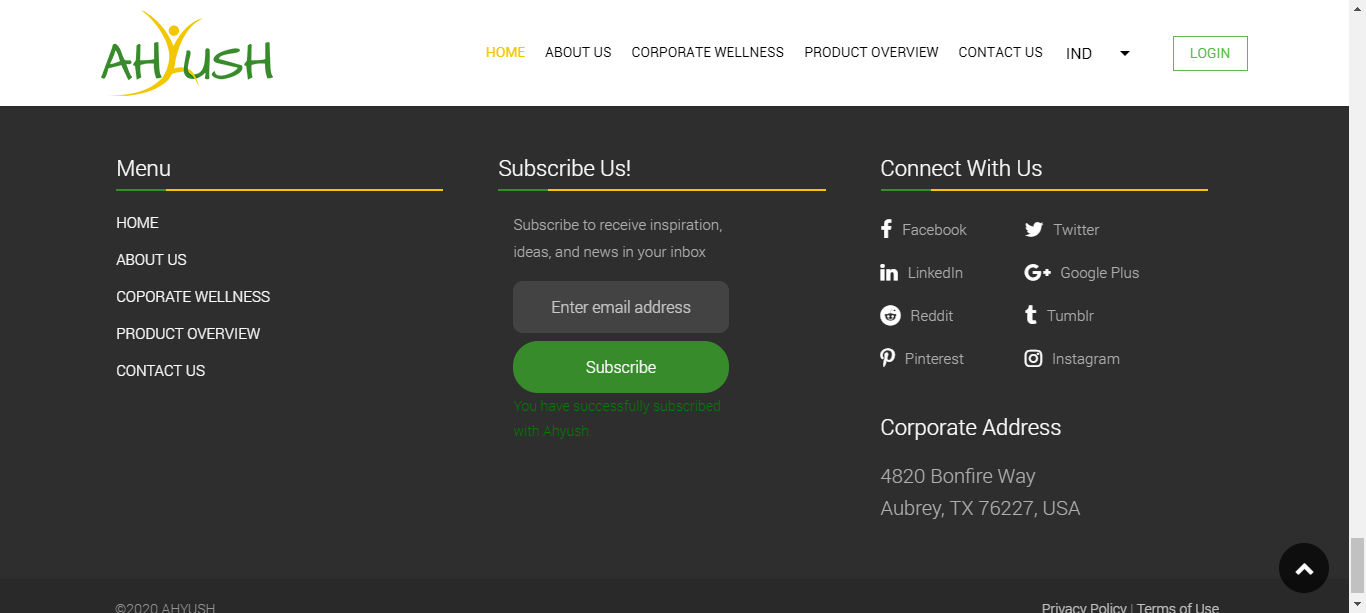 AHYUSH
HOME ABOUT US CORPORATE WELLNESS PRODUCT OVERVIEW CONTACT US IND LOGIN
Menu
HOME
ABOUT US
COPORATE WELLNESS
PRODUCT OVERVIEW
CONTACT US
Subscribe Us!
Subscribe to receive inspiration,
ideas, and news in your inbox
Enter email address
Subscribe
You have successfully subscribed
with Ahyush.
Connect With Us
Facebook Twitter
LinkedIn Google Plus
Reddit Tumblr
Pinterest Instagram
Corporate Address
4820 Bonfire Way
Aubrey, TX 76227, USA
©2020 AHYUSH Privacy Policy | Terms of Use